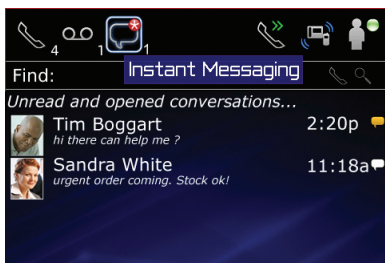 4 1 1
Instant Messaging
Find:
Unread and opened conversations...
Tim Boggart 2:20p
hi there can help me ?
Sandra White 11:18a
urgent order coming. Stock ok!